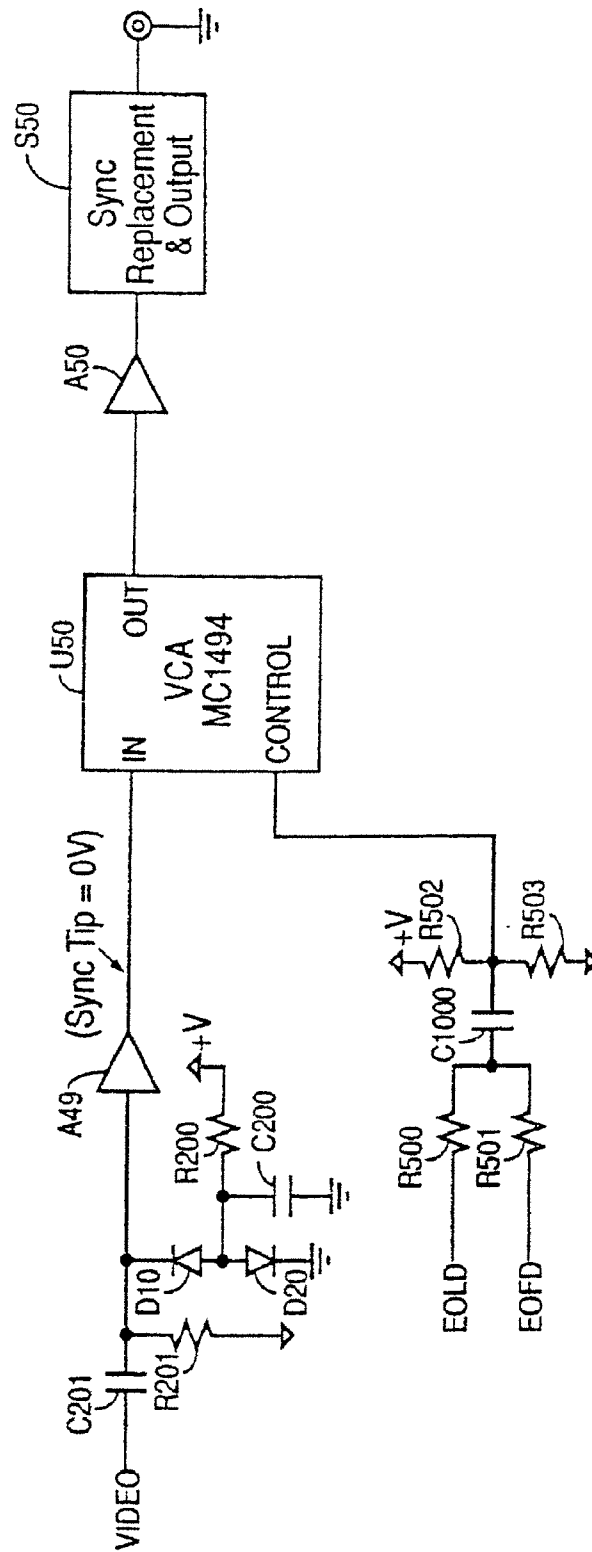 VIDEO
C201
R201
D10
D20
R200
+V
C200
A49
(Sync Tip = 0V)
U50
IN
OUT
VCA
MC1494
CONTROL
A50
S50
Sync
Replacement
& Output
EOLD
EOFD
R500
R501
C1000
+V
R502
R503